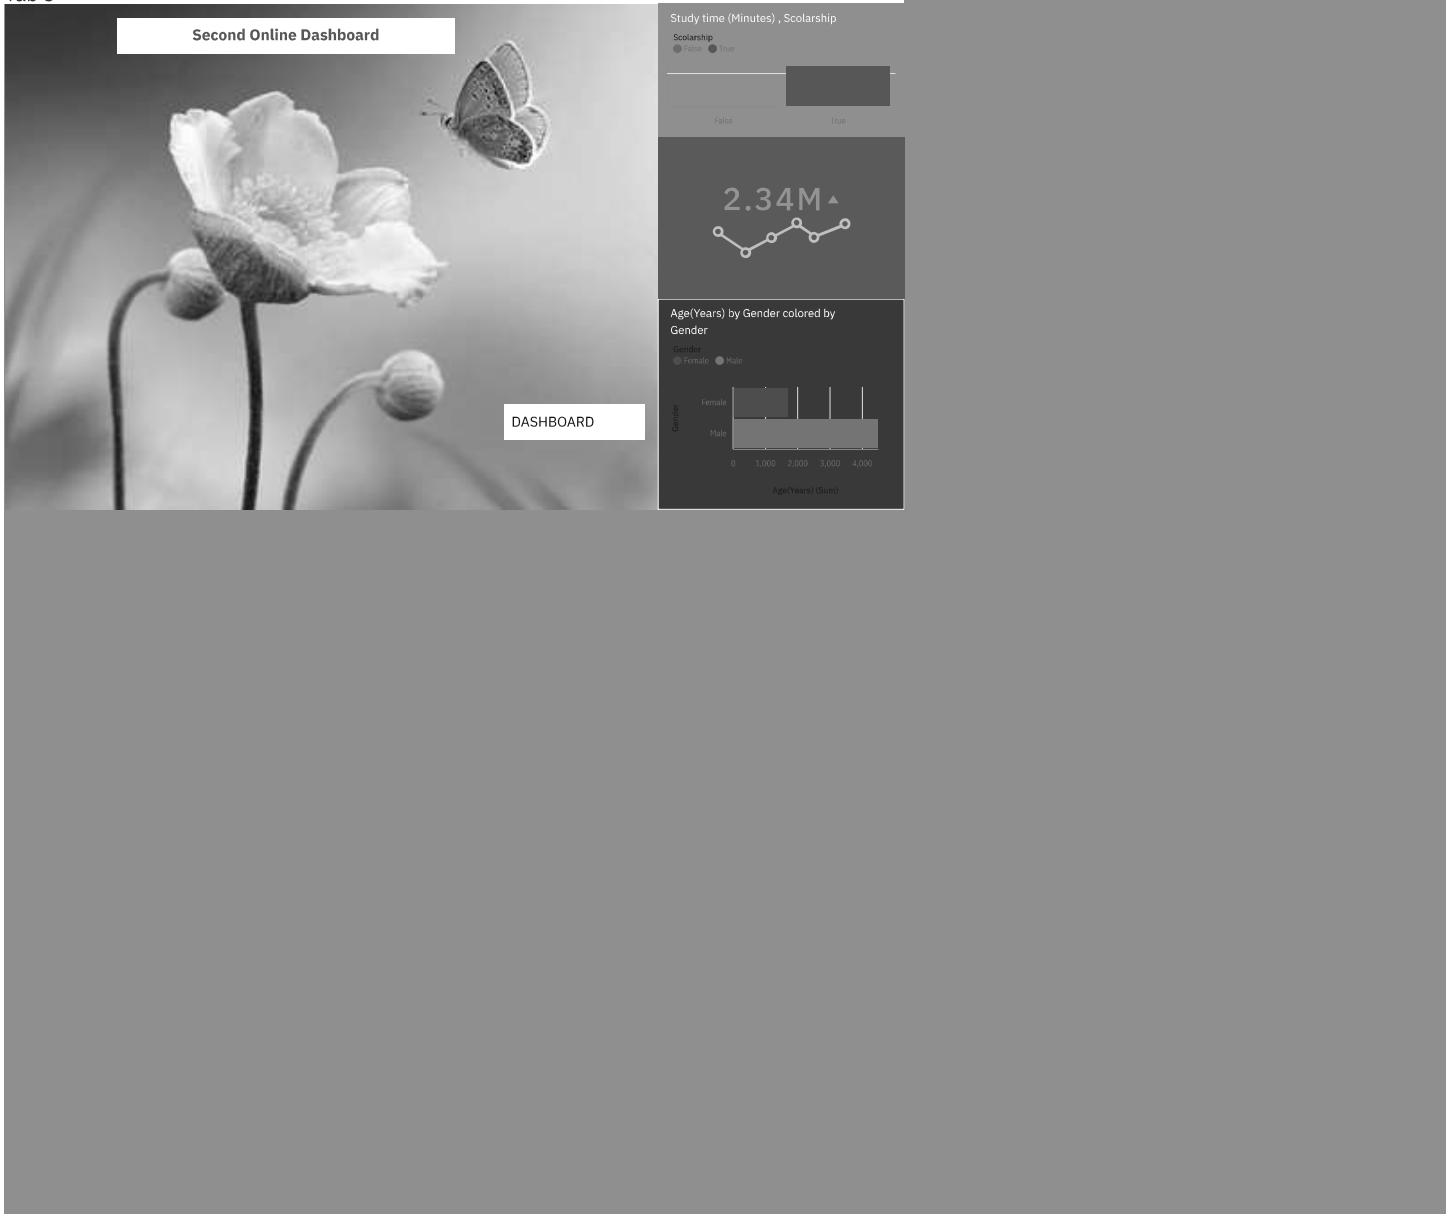 Second Online Dashboard
DASHBOARD
Study time (Minutes) , Scolarship
Scolarship
False True
False True
2.34M
Age(Years) by Gender colored by
Gender
Gender
Female Male
Gender
Female
Male
0 1,000 2,000 3,000 4,000
Age(Years) (Sum)